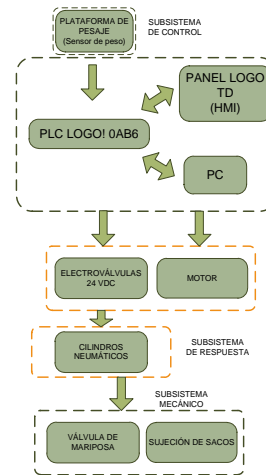 PLATAFORMA DE
PESAJE
(Sensor de peso)
SUBSISTEMA
DE CONTROL
PANEL LOGO
TD
(HMI)
PLC LOGO! 0AB6
PC
ELECTROVÁLVULAS
24 VDC
MOTOR
CILINDROS
NEUMÁTICOS
SUBSISTEMA
DE RESPUESTA
SUBSISTEMA
MECÁNICO
VÁLVULA DE
MARIPOSA
SUJECIÓN DE SACOS